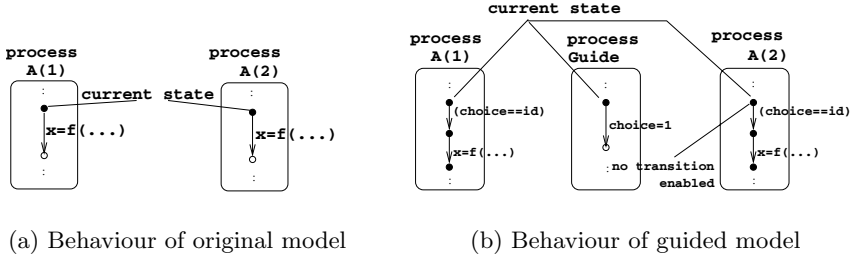 process
A(1)
process
A(2)
current state
x=f(...)
x=f(...)
(a) Behaviour of original model
current state
process
A(1)
process
Guide
process
A(2)
(choice==id)
choice=1
(choice==id)
x=f(...)
no transition
enabled
x=f(...)
(b) Behaviour of guided model